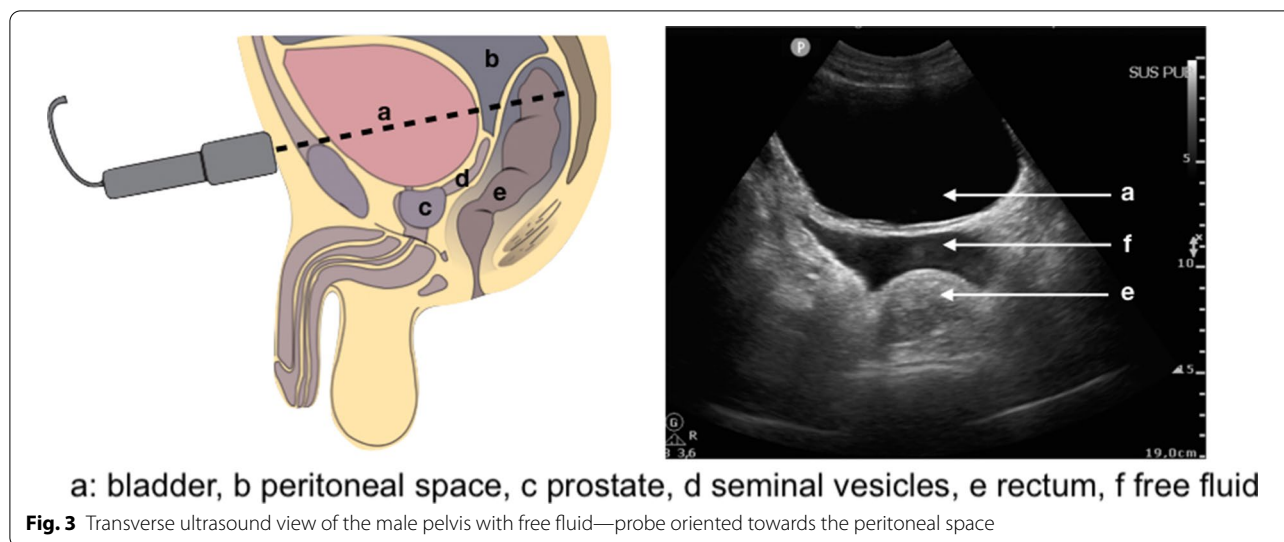 b
a
d
e
c
P
SUS PUB
5
a
f
x
10
e
15
G
R
3,6
19,0cm
a: bladder, b peritoneal space, c prostate, d seminal vesicles, e rectum, f free fluid
Fig. 3 Transverse ultrasound view of the male pelvis with free fluid—probe oriented towards the peritoneal space